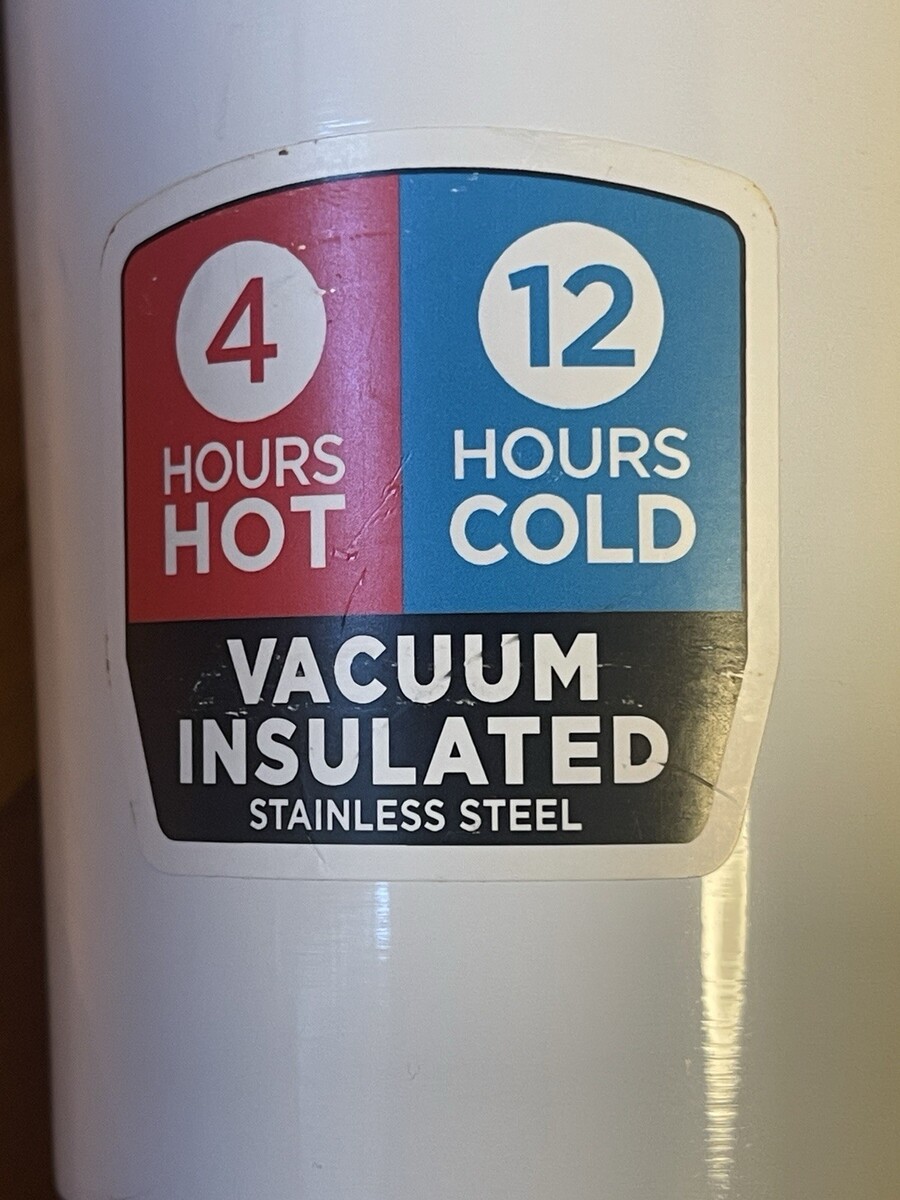 4
HOURS
HOT
12
HOURS
COLD
VACUUM
INSULATED
STAINLESS STEEL